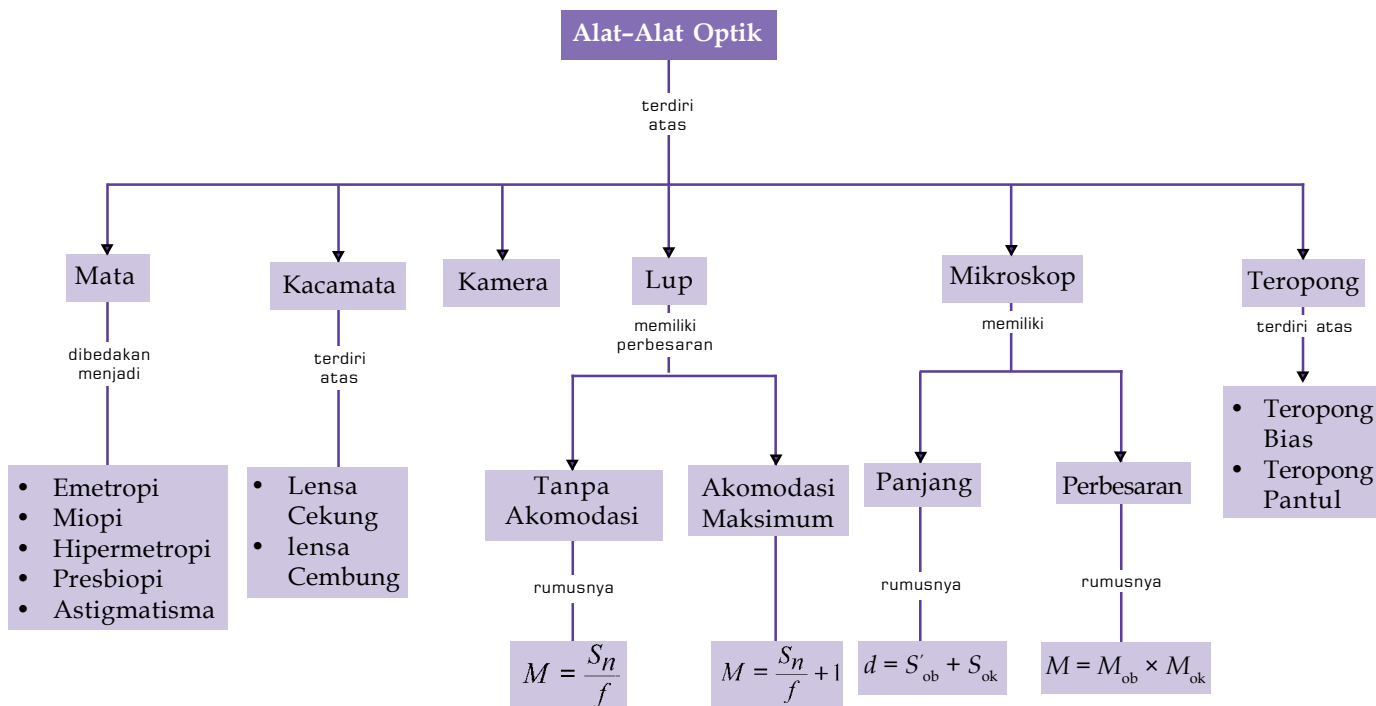 Alat–Alat Optik
terdiri
atas
Mata
Kacamata
Kamera
Lup
Mikroskop
Teropong
dibedakan
menjadi
terdiri
atas
memiliki
perbesaran
memiliki
terdiri atas
• Emetropi
• Miopi
• Hipermetropi
• Presbiopi
• Astigmatisma
• Lensa
Cekung
• lensa
Cembung
Tanpa
Akomodasi
Akomodasi
Maksimum
Panjang
Perbesaran
• Teropong
Bias
• Teropong
Pantul
rumusnya
rumusnya
rumusnya
M = Sn/f
M = Sn/f + 1
d = S'ob + Sok
M = Mob × Mok